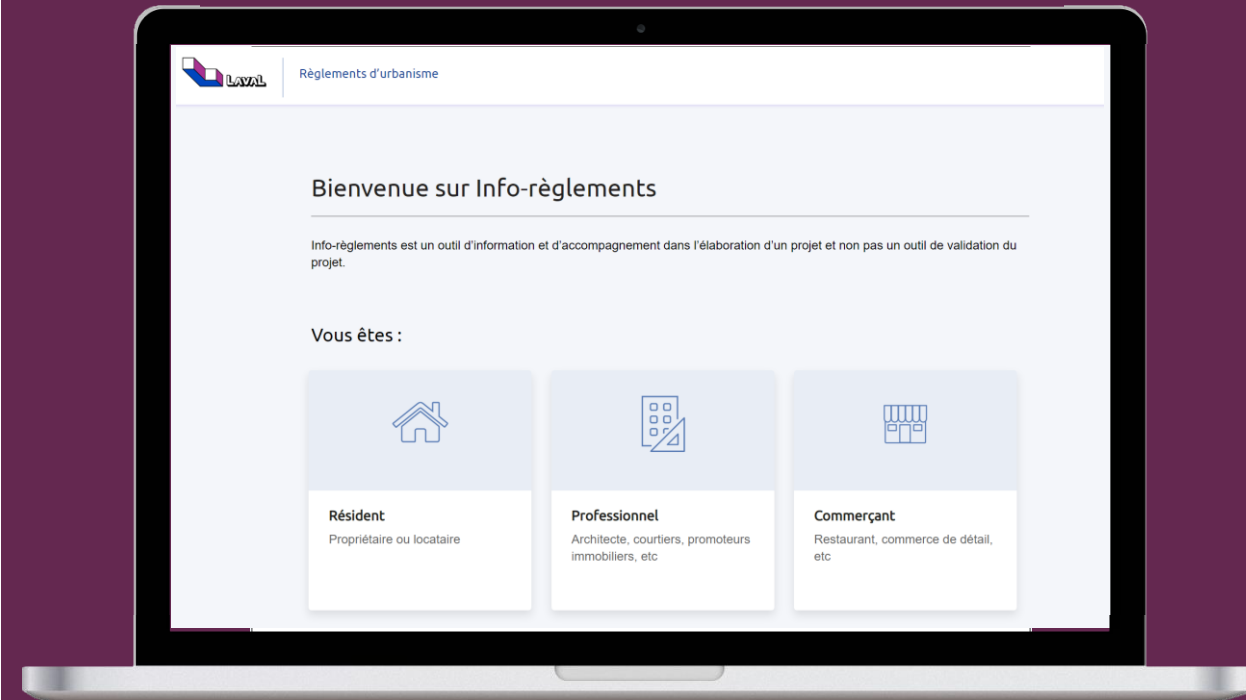 LAVAL
Règlements d'urbanisme
Bienvenue sur Info-règlements
Info-règlements est un outil d'information et d'accompagnement dans l'élaboration d'un projet et non pas un outil de validation du
projet.
Vous êtes :
Résident
Propriétaire ou locataire
Professionnel
Architecte, courtiers, promoteurs
immobiliers, etc
Commerçant
Restaurant, commerce de détail,
etc